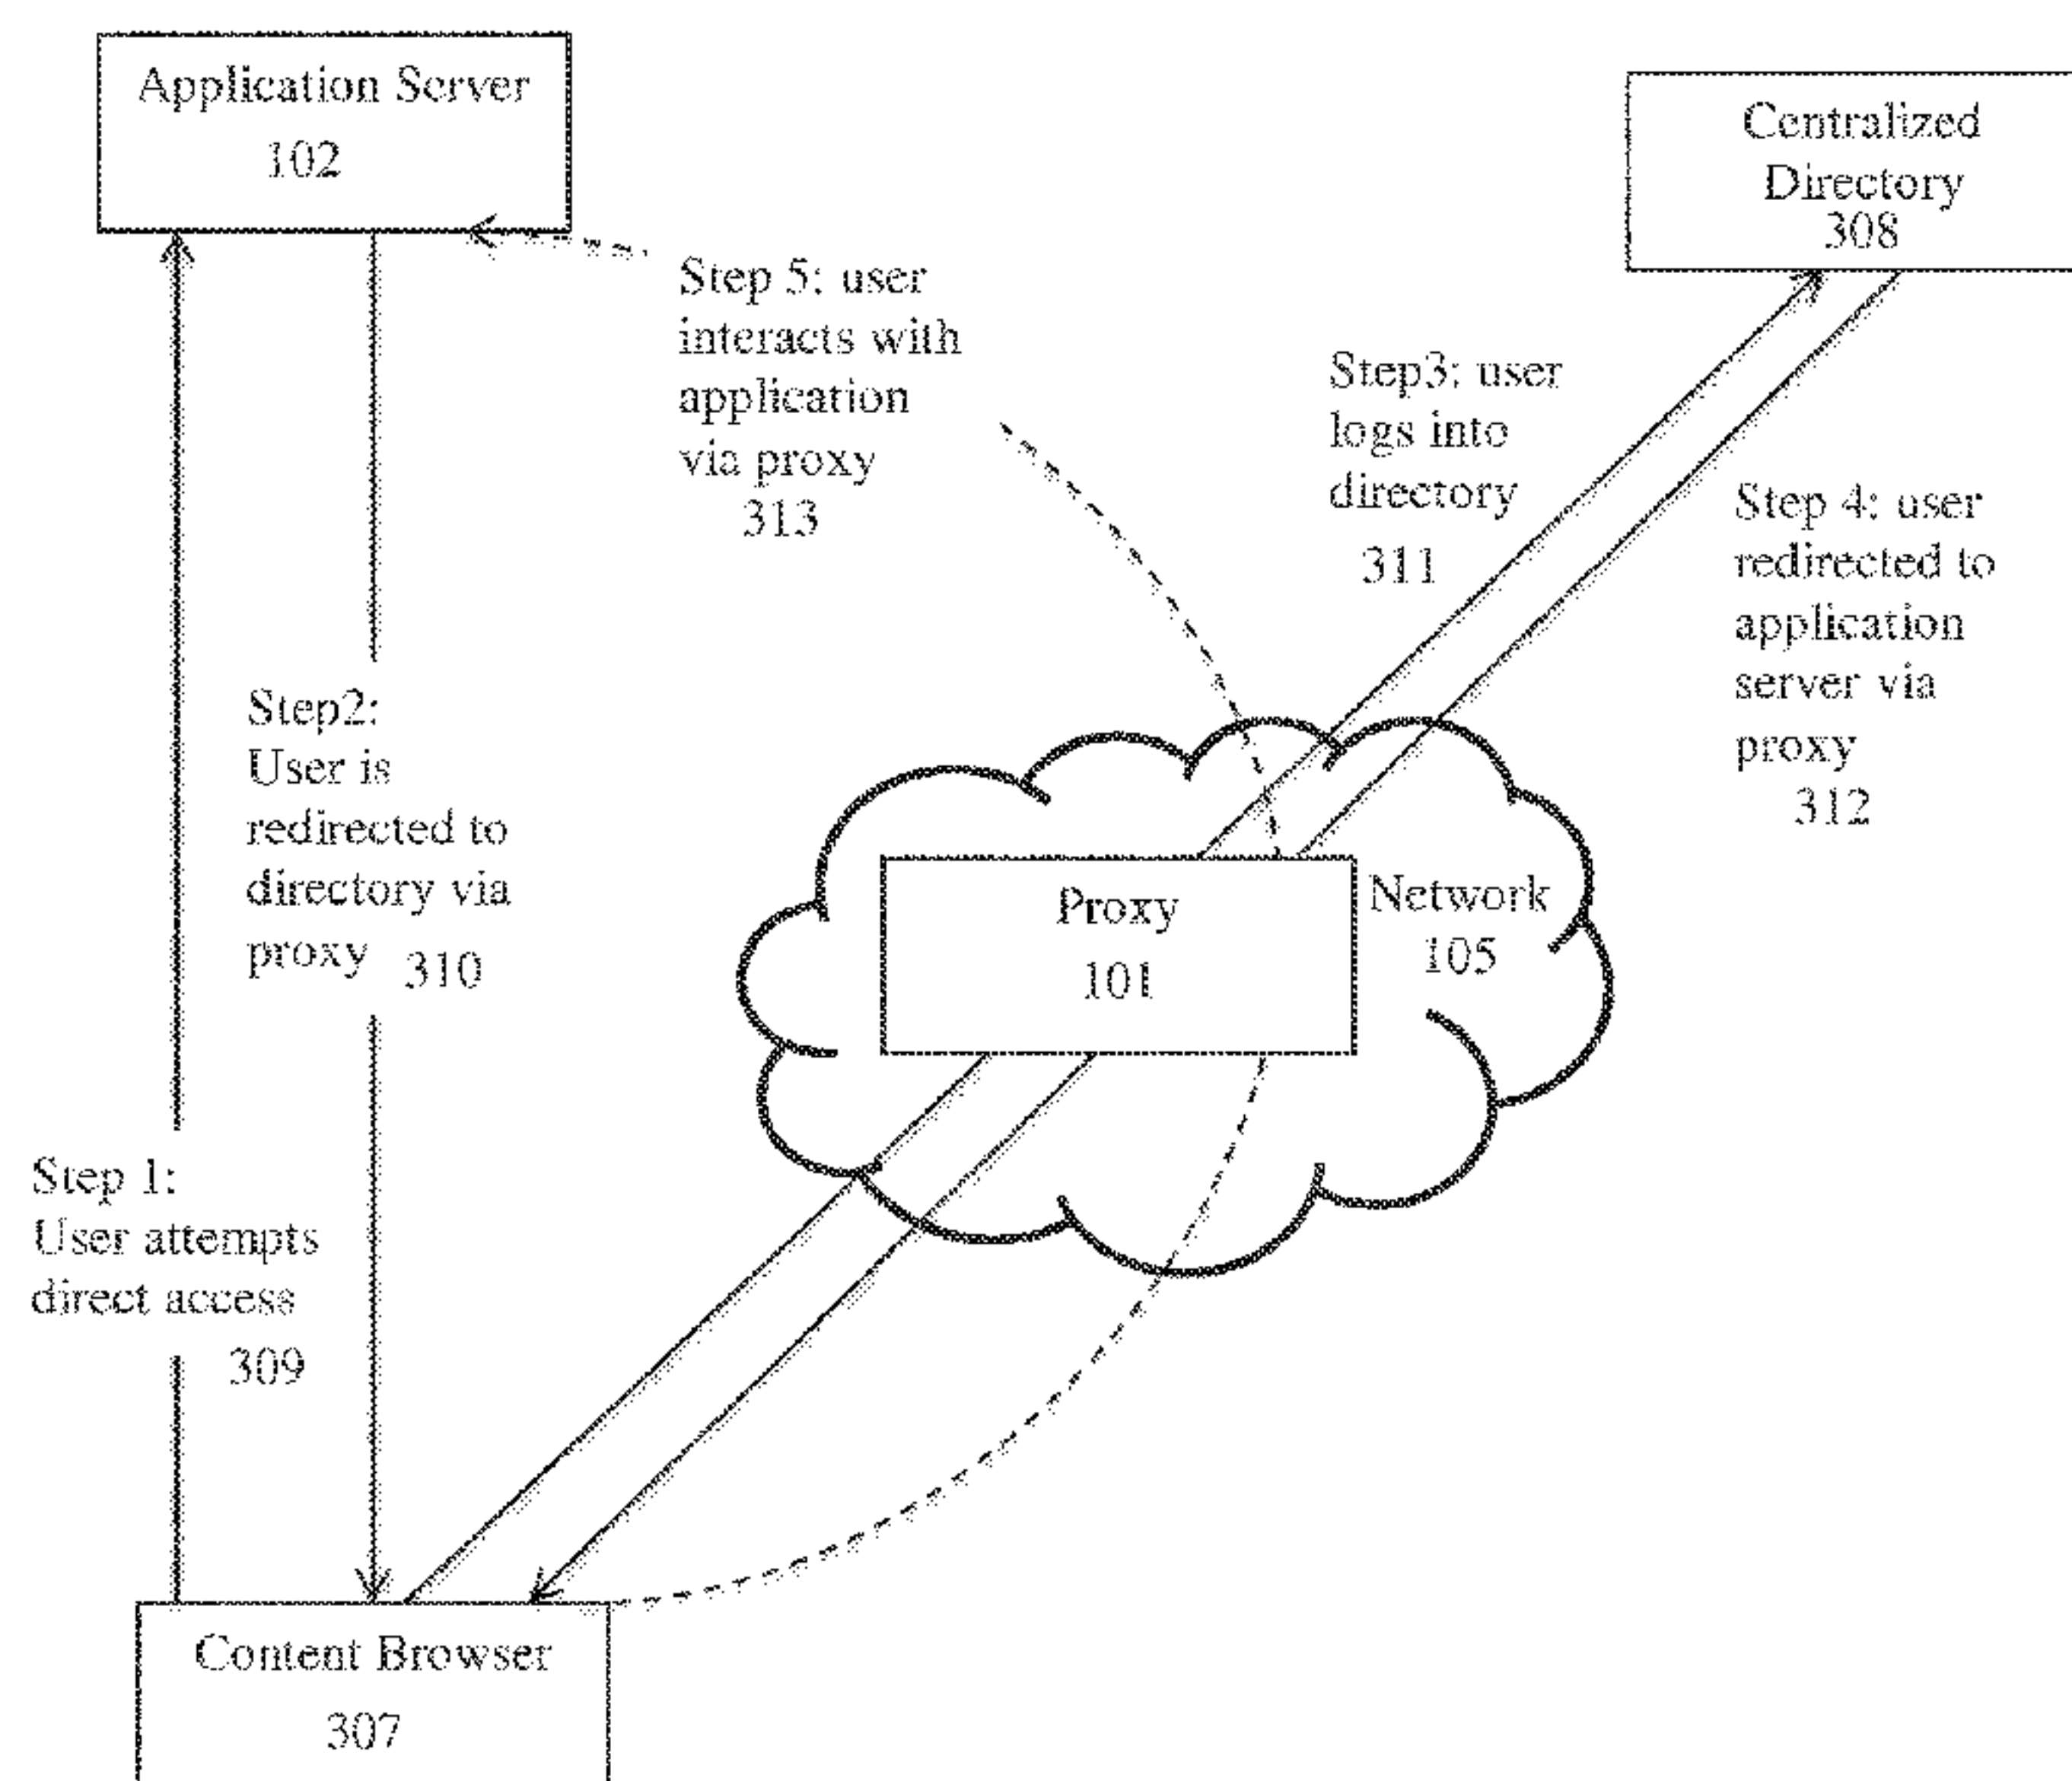 Application Server
102
Centralized
Directory
308
Step 5: user
interacts with
application
via proxy
313
Step3: user
logs into
directory
311
Step 4: user
redirected to
application
server via
proxy
312
Step2:
User is
redirected to
directory via
proxy 310
Proxy
101
Network
105
Step 1:
User attempts
direct access
309
Content Browser
307